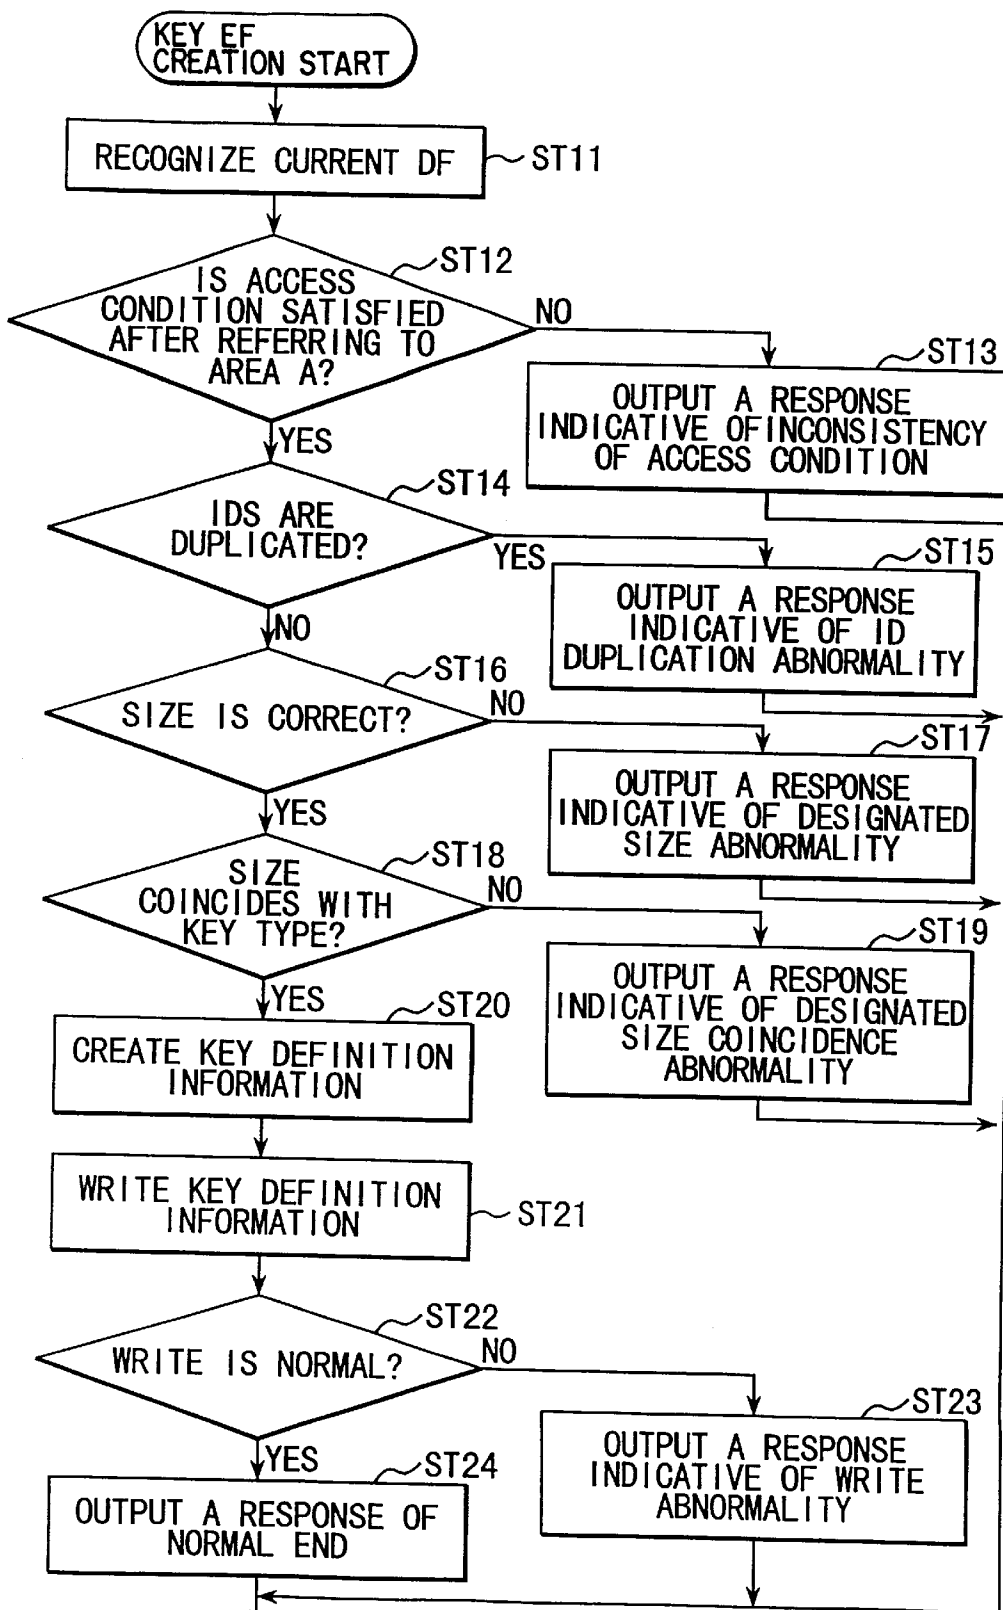 KEY EF
CREATION START
RECOGNIZE CURRENT DF
ST11
ST12
IS ACCESS
CONDITION SATISFIED
AFTER REFERRING TO
AREA A?
NO
YES
ST13
OUTPUT A RESPONSE
INDICATIVE OF INCONSISTENCY
OF ACCESS CONDITION
ST14
IDS ARE
DUPLICATED?
YES
NO
ST15
OUTPUT A RESPONSE
INDICATIVE OF ID
DUPLICATION ABNORMALITY
ST16
SIZE IS CORRECT?
NO
YES
ST17
OUTPUT A RESPONSE
INDICATIVE OF DESIGNATED
SIZE ABNORMALITY
ST18
SIZE
COINCIDES WITH
KEY TYPE?
NO
YES
ST19
OUTPUT A RESPONSE
INDICATIVE OF DESIGNATED
SIZE COINCIDENCE
ABNORMALITY
ST20
CREATE KEY DEFINITION
INFORMATION
WRITE KEY DEFINITION
INFORMATION
ST21
ST22
WRITE IS NORMAL?
NO
YES
ST23
OUTPUT A RESPONSE
INDICATIVE OF WRITE
ABNORMALITY
ST24
OUTPUT A RESPONSE OF
NORMAL END